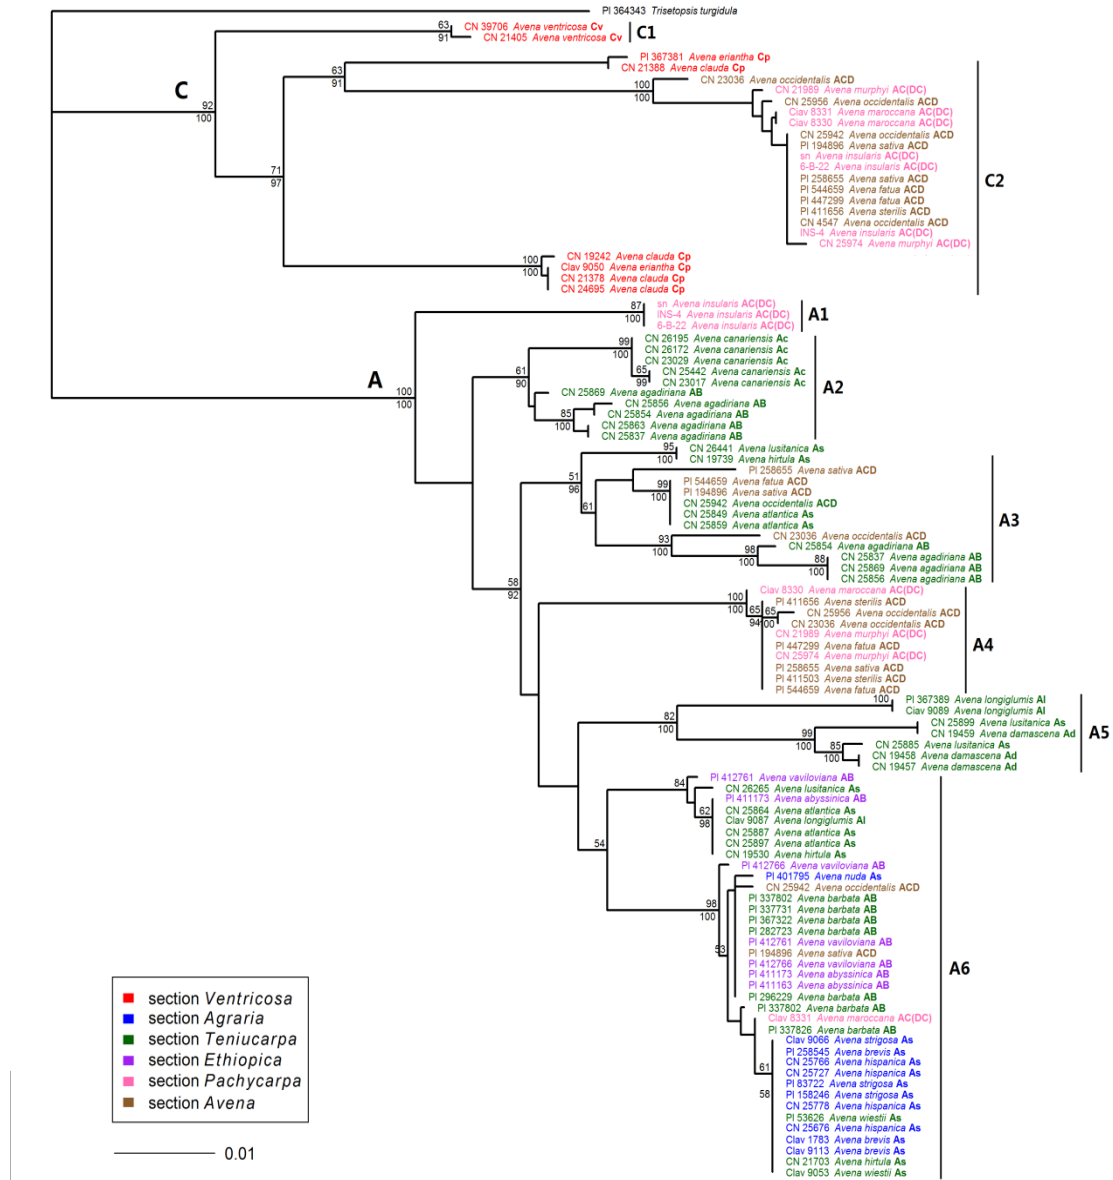 PI 364343 Trisetopsis turgidula
63
CN 39706 Avena ventricosa Cv
91
CN 21405 Avena ventricosa Cv
C1
PI 367381 Avena eriantha Cp
CN 21388 Avena clauda Cp
63
91
C
CN 23036 Avena occidentalis ACD
100
100
CN 21989 Avena murphyi AC(DC)
CN 25956 Avena occidentalis ACD
Ciav 8331 Avena maroccana AC(DC)
Ciav 8330 Avena maroccana AC(DC)
92
100
CN 25942 Avena occidentalis ACD
PI 194896 Avena sativa ACD
sn Avena insularis AC(DC)
6-B-22 Avena insularis AC(DC)
71
97
PI 258655 Avena sativa ACD
C2
PI 544659 Avena fatua ACD
PI 447299 Avena fatua ACD
PI 411656 Avena sterilis ACD
CN 4547 Avena occidentalis ACD
INS-4 Avena insularis AC(DC)
CN 25974 Avena murphyi AC(DC)
100
100
CN 19242 Avena clauda Cp
Clav 9050 Avena eriantha Cp
CN 21378 Avena clauda Cp
CN 24695 Avena clauda Cp
87
100
sn Avena insularis AC(DC)
INS-4 Avena insularis AC(DC)
6-B-22 Avena insularis AC(DC)
A1
99
100
CN 26195 Avena canariensis Ac
CN 26172 Avena canariensis Ac
CN 23029 Avena canariensis Ac
65
99
CN 25442 Avena canariensis Ac
CN 23017 Avena canariensis Ac
A
61
90
A2
100
100
CN 25869 Avena agadiriana AB
CN 25856 Avena agadiriana AB
85
100
CN 25854 Avena agadiriana AB
CN 25863 Avena agadiriana AB
CN 25837 Avena agadiriana AB
95
100
CN 26441 Avena lusitanica As
CN 19739 Avena hirtula As
51
96
PI 258655 Avena sativa ACD
99
100
PI 544659 Avena fatua ACD
PI 194896 Avena sativa ACD
61
CN 25942 Avena occidentalis ACD
CN 25849 Avena atlantica As
CN 25859 Avena atlantica As
A3
93
100
CN 23036 Avena occidentalis ACD
98
100
CN 25854 Avena agadiriana AB
88
100
CN 25837 Avena agadiriana AB
CN 25869 Avena agadiriana AB
CN 25856 Avena agadiriana AB
58
92
100
100
Ciav 8330 Avena maroccana AC(DC)
PI 411656 Avena sterilis ACD
65
94
65
100
CN 25956 Avena occidentalis ACD
CN 23036 Avena occidentalis ACD
CN 21989 Avena murphyi AC(DC)
PI 447299 Avena fatua ACD
A4
CN 25974 Avena murphyi AC(DC)
PI 258655 Avena sativa ACD
PI 411503 Avena sterilis ACD
PI 544659 Avena fatua ACD
100
PI 367389 Avena longiglumis Al
Ciav 9089 Avena longiglumis Al
82
100
CN 25899 Avena lusitanica As
CN 19459 Avena damascena Ad
A5
99
100
85
100
CN 25885 Avena lusitanica As
CN 19458 Avena damascena Ad
CN 19457 Avena damascena Ad
84
PI 412761 Avena vaviloviana AB
CN 26265 Avena lusitanica As
PI 411173 Avena abyssinica AB
62
98
CN 25864 Avena atlantica As
Clav 9087 Avena longiglumis Al
CN 25887 Avena atlantica As
CN 25897 Avena atlantica As
CN 19530 Avena hirtula As
54
PI 412766 Avena vaviloviana AB
PI 401795 Avena nuda As
CN 25942 Avena occidentalis ACD
98
100
PI 337802 Avena barbata AB
PI 337731 Avena barbata AB
PI 367322 Avena barbata AB
PI 282723 Avena barbata AB
PI 412761 Avena vaviloviana AB
53
PI 194896 Avena sativa ACD
PI 412766 Avena vaviloviana AB
A6
PI 411173 Avena abyssinica AB
PI 411163 Avena abyssinica AB
PI 296229 Avena barbata AB
PI 337802 Avena barbata AB
Clav 8331 Avena maroccana AC(DC)
PI 337826 Avena barbata AB
Clav 9066 Avena strigosa As
PI 258545 Avena brevis As
61
58
CN 25766 Avena hispanica As
CN 25727 Avena hispanica As
PI 83722 Avena strigosa As
PI 158246 Avena strigosa As
CN 25778 Avena hispanica As
PI 53626 Avena wiestii As
CN 25676 Avena hispanica As
Clav 1783 Avena brevis As
Clav 9113 Avena brevis As
CN 21703 Avena hirtula As
Clav 9053 Avena wiestii As
section Ventricosa
section Agraria
section Teniucarpa
section Ethiopica
section Pachycarpa
section Avena
0.01